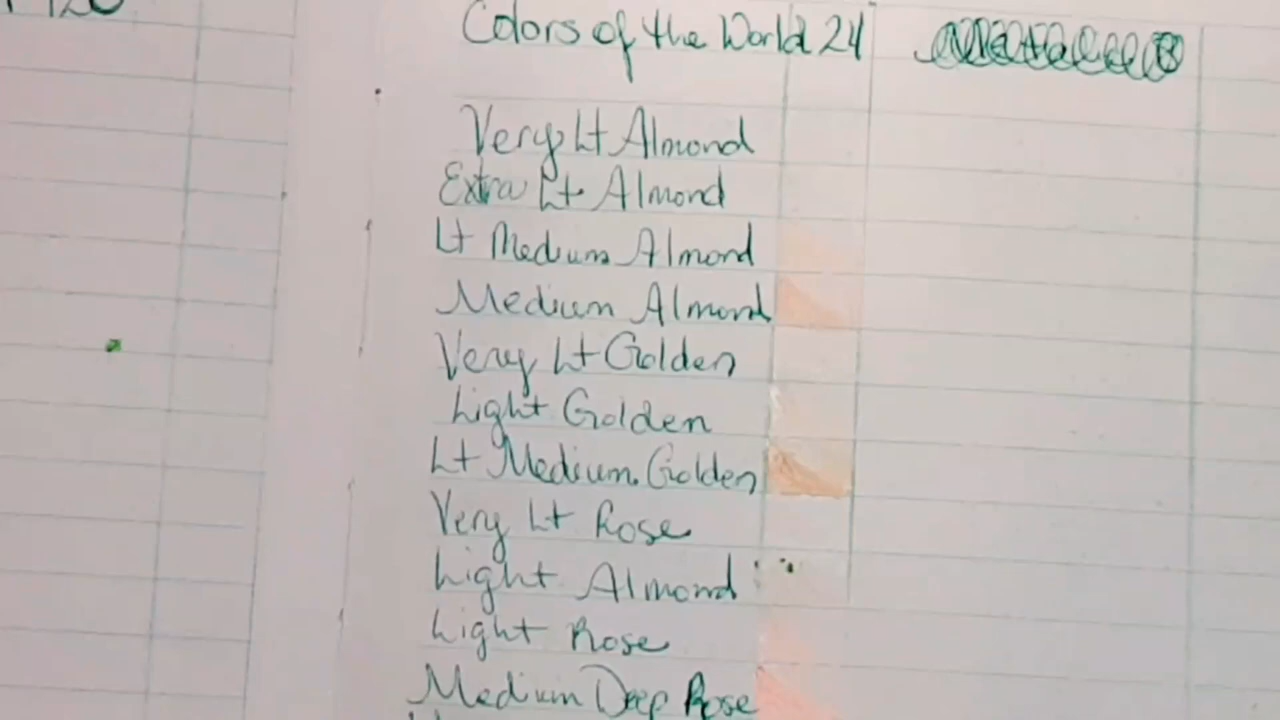 Colors of the World 24
Very Lt Almond
Extra Lt Almond
Lt Medium Almond
Medium Almond
Very Lt Golden
Light Golden
Lt Medium Golden
Very Lt Rose
Light Almond
Light Rose
Medium Deep Rose